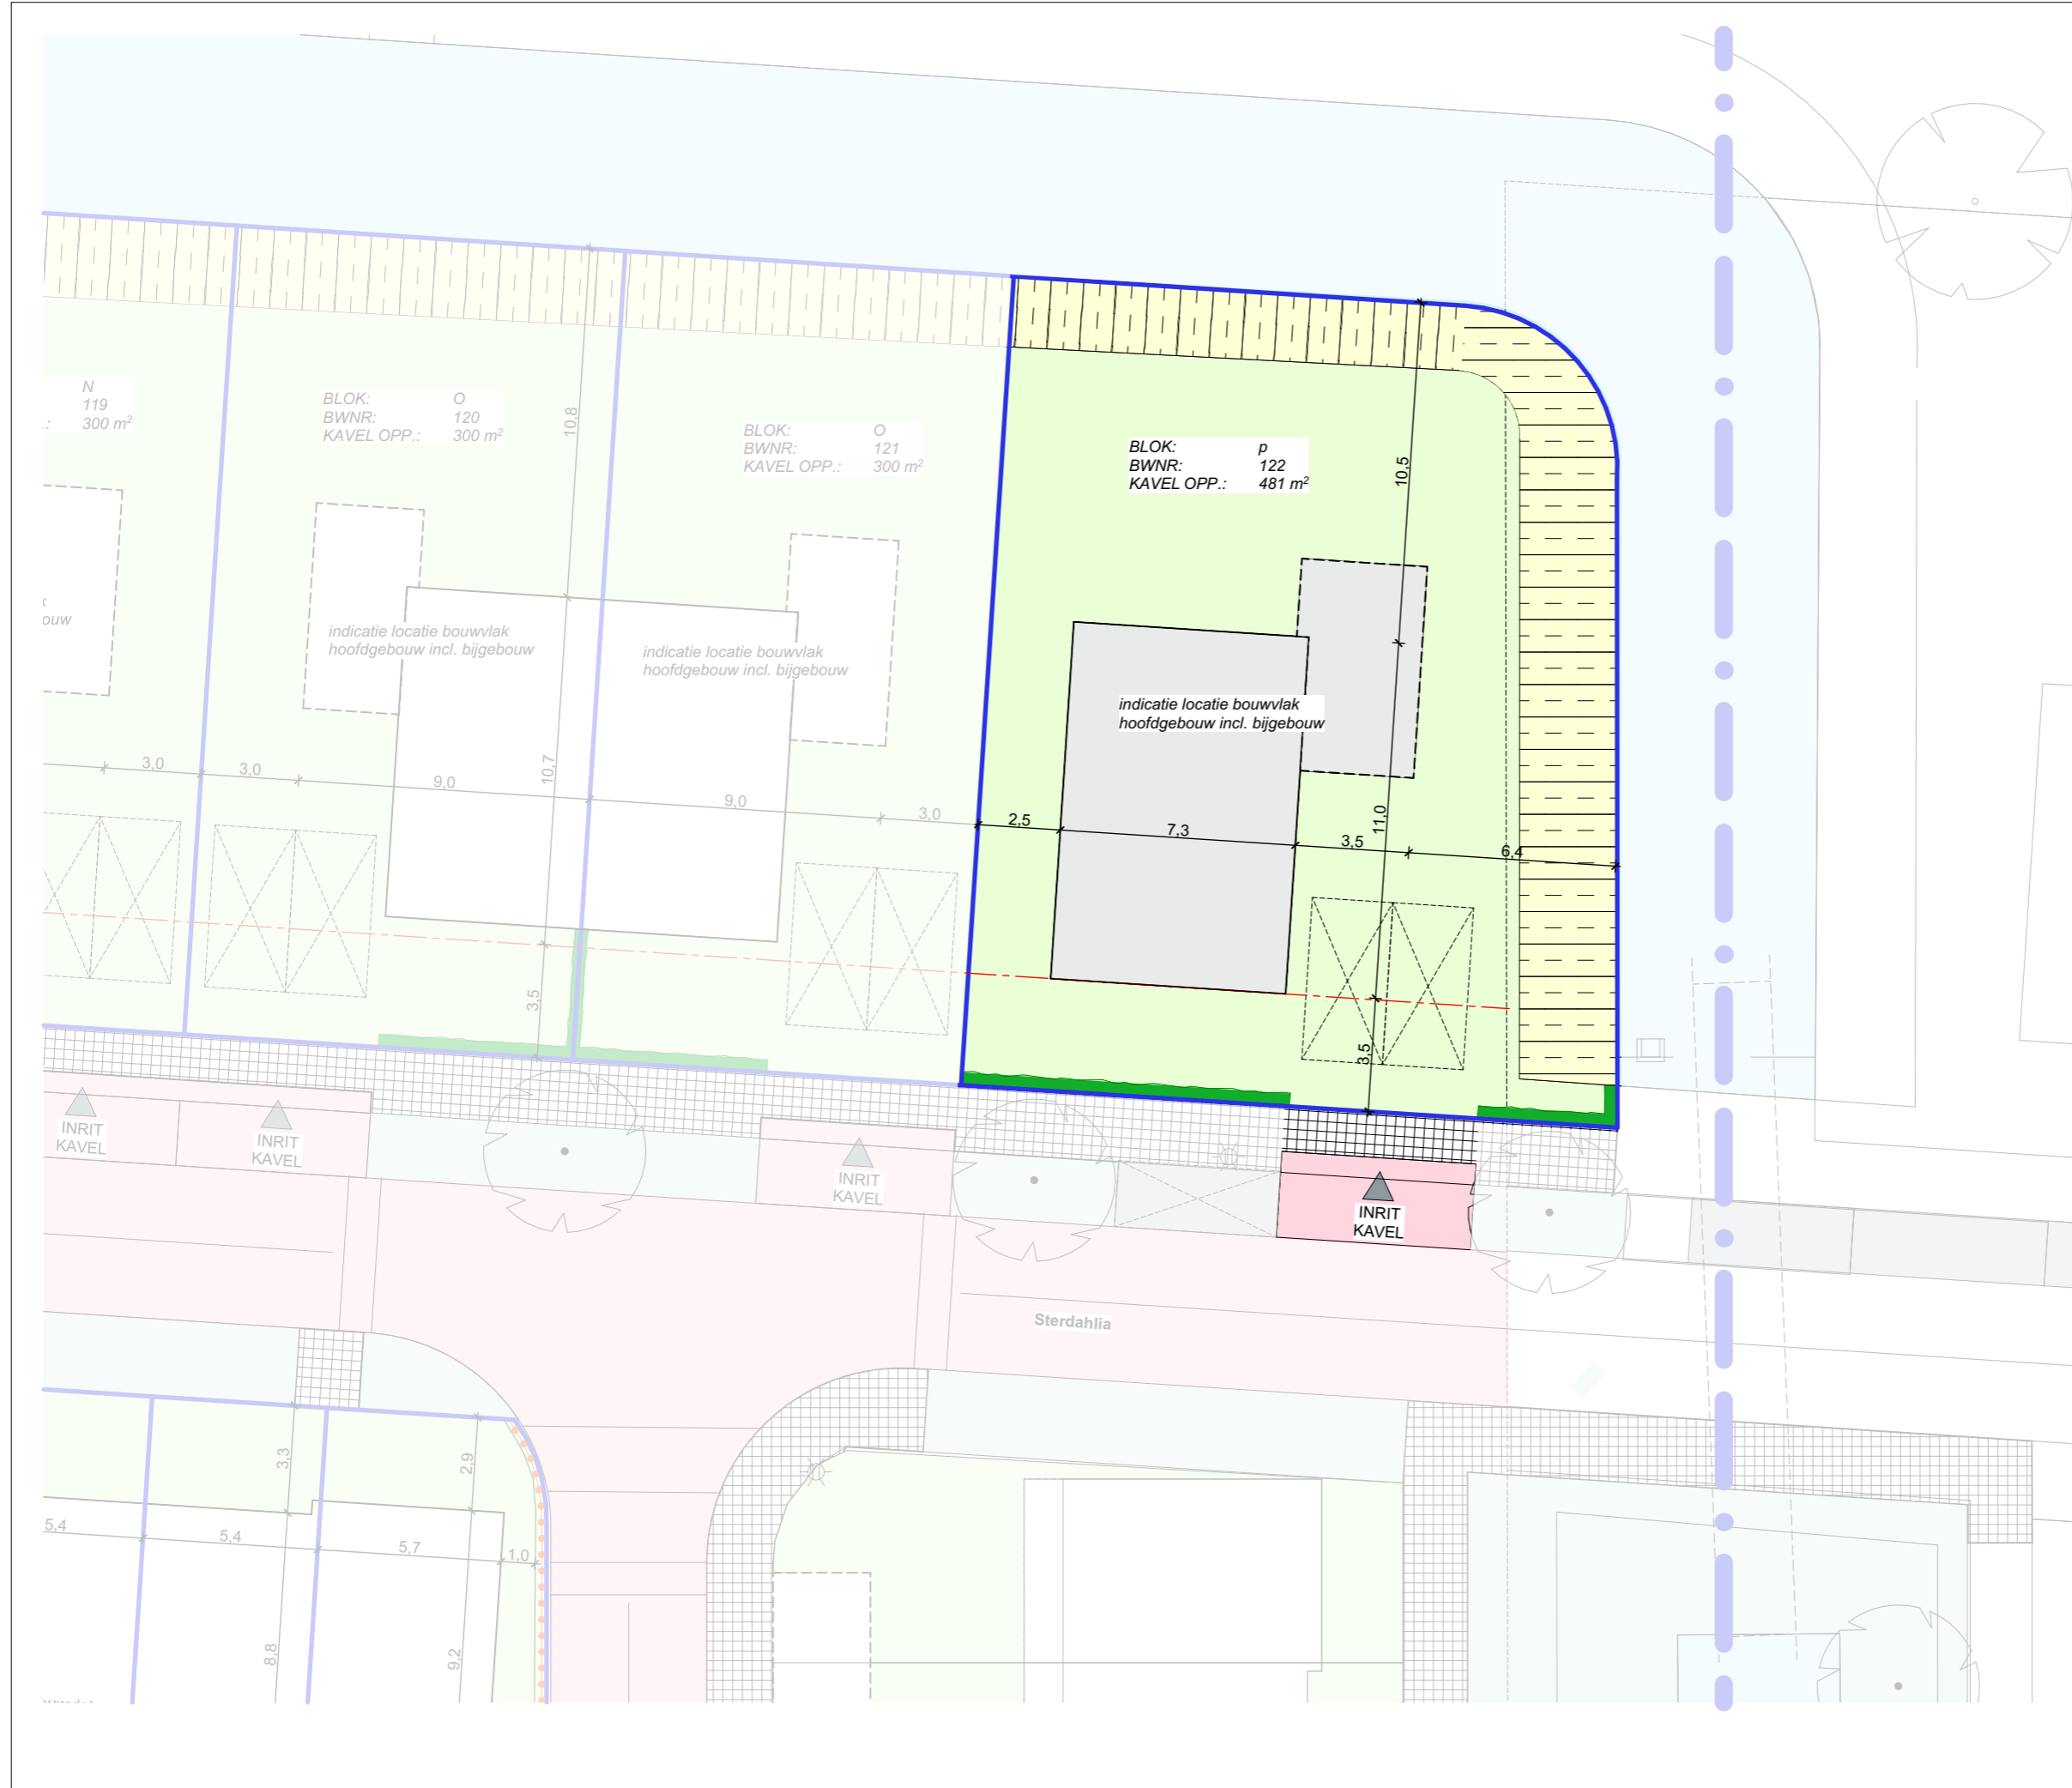 N
119
.: 300 m²
BLOK: O
BWNR: 120
KAVEL OPP.: 300 m²
10,8
BLOK: O
BWNR: 121
KAVEL OPP.: 300 m²
BLOK: p
BWNR: 122
KAVEL OPP.: 481 m²
10,5
ouw
indicatie locatie bouwvlak
hoofdgebouw incl. bijgebouw
indicatie locatie bouwvlak
hoofdgebouw incl. bijgebouw
indicatie locatie bouwvlak
hoofdgebouw incl. bijgebouw
3,0
3,0
9,0
10,7
9,0
3,0
2,5
7,3
3,5
11,0
6,4
3,5
3,5
INRIT
KAVEL
INRIT
KAVEL
INRIT
KAVEL
INRIT
KAVEL
Sterdahlia
3,3
2,9
5,4
5,4
5,7
1,0
8,8
9,2